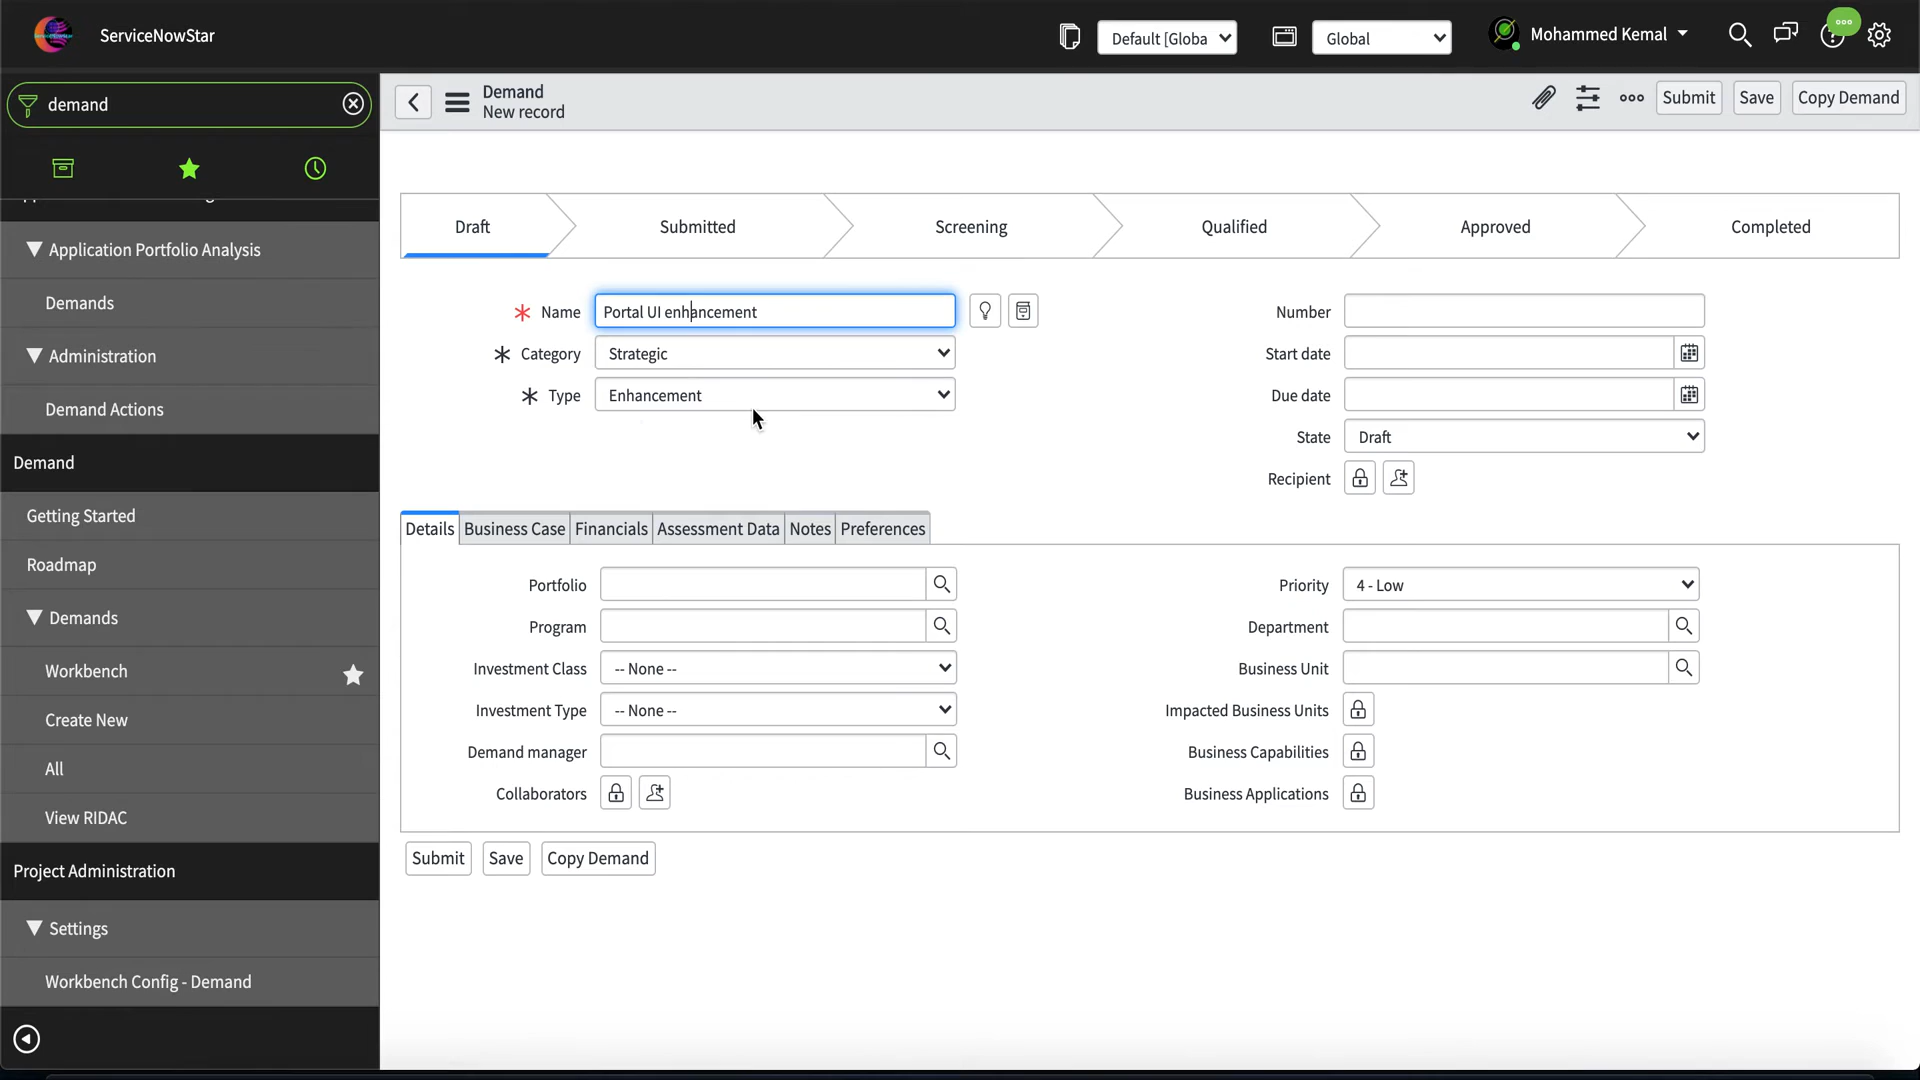 ServiceNowStar
Default [Globa
Global
Mohammed Kemal
demand
Application Portfolio Analysis
Demands
Administration
Demand Actions
Demand
Getting Started
Roadmap
Demands
Workbench
Create New
All
View RIDAC
Project Administration
Settings
Workbench Config - Demand
Demand
New record
Submit
Save
Copy Demand
Draft
Submitted
Screening
Qualified
Approved
Completed
Name
Portal UI enhancement
Category
Strategic
Type
Enhancement
Number
Start date
Due date
State
Draft
Recipient
Details
Business Case
Financials
Assessment Data
Notes
Preferences
Portfolio
Program
Investment Class
-- None --
Investment Type
-- None --
Demand manager
Collaborators
Priority
4 - Low
Department
Business Unit
Impacted Business Units
Business Capabilities
Business Applications
Submit
Save
Copy Demand